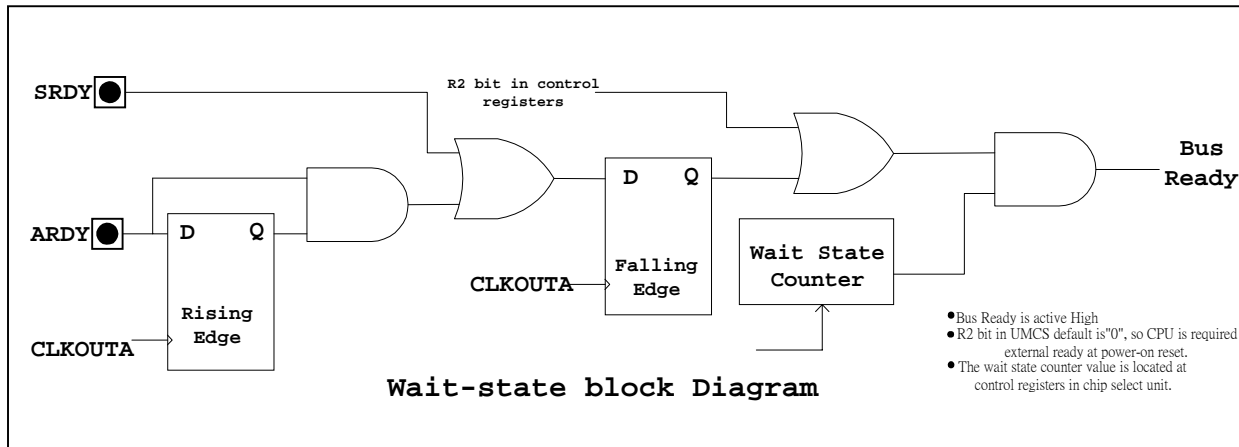 SRDY
R2 bit in control
registers
Bus
Ready
D Q
ARDY
D Q
Wait State
Counter
Falling
Edge
CLKOUTA
Rising
Edge
CLKOUTA
Wait-state block Diagram
●Bus Ready is active High
●R2 bit in UMCS default is"0", so CPU is required
external ready at power-on reset.
●The wait state counter value is located at
control registers in chip select unit.